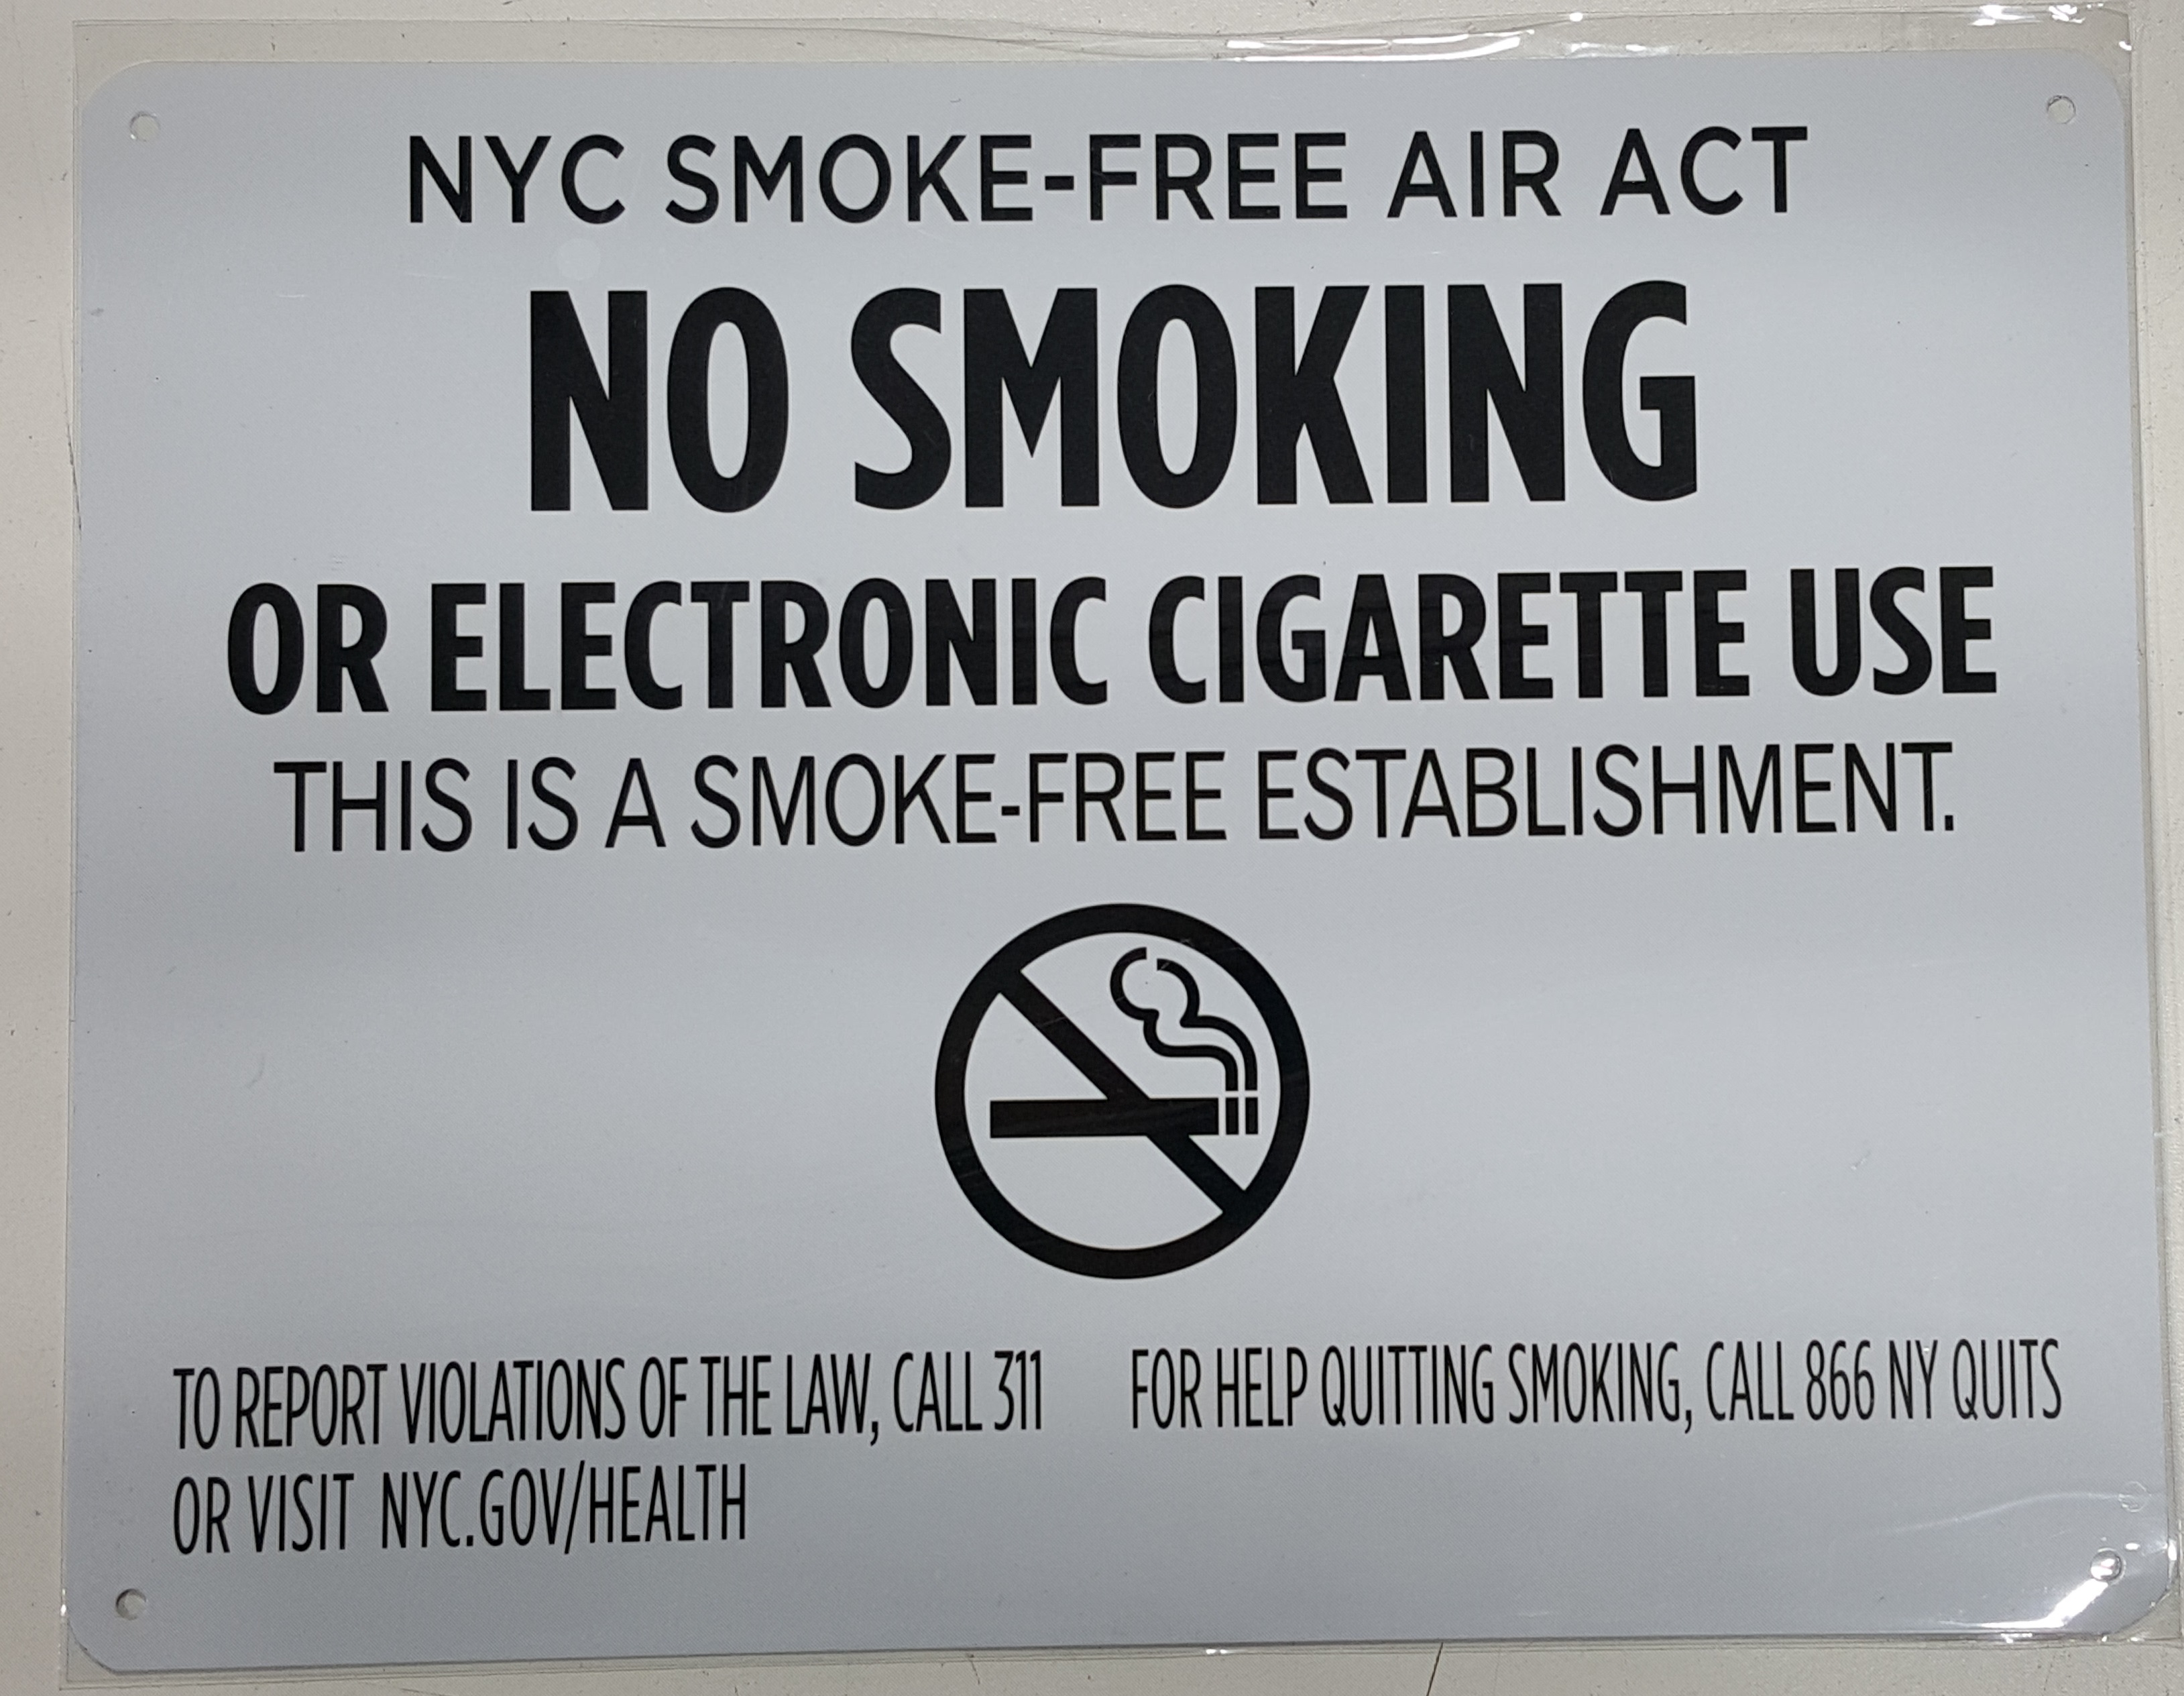 NYC SMOKE-FREE AIR ACT
NO SMOKING
OR ELECTRONIC CIGARETTE USE
THIS IS A SMOKE-FREE ESTABLISHMENT.
TO REPORT VIOLATIONS OF THE LAW, CALL 311
OR VISIT NYC.GOV/HEALTH
FOR HELP QUITTING SMOKING, CALL 866 NY QUITS